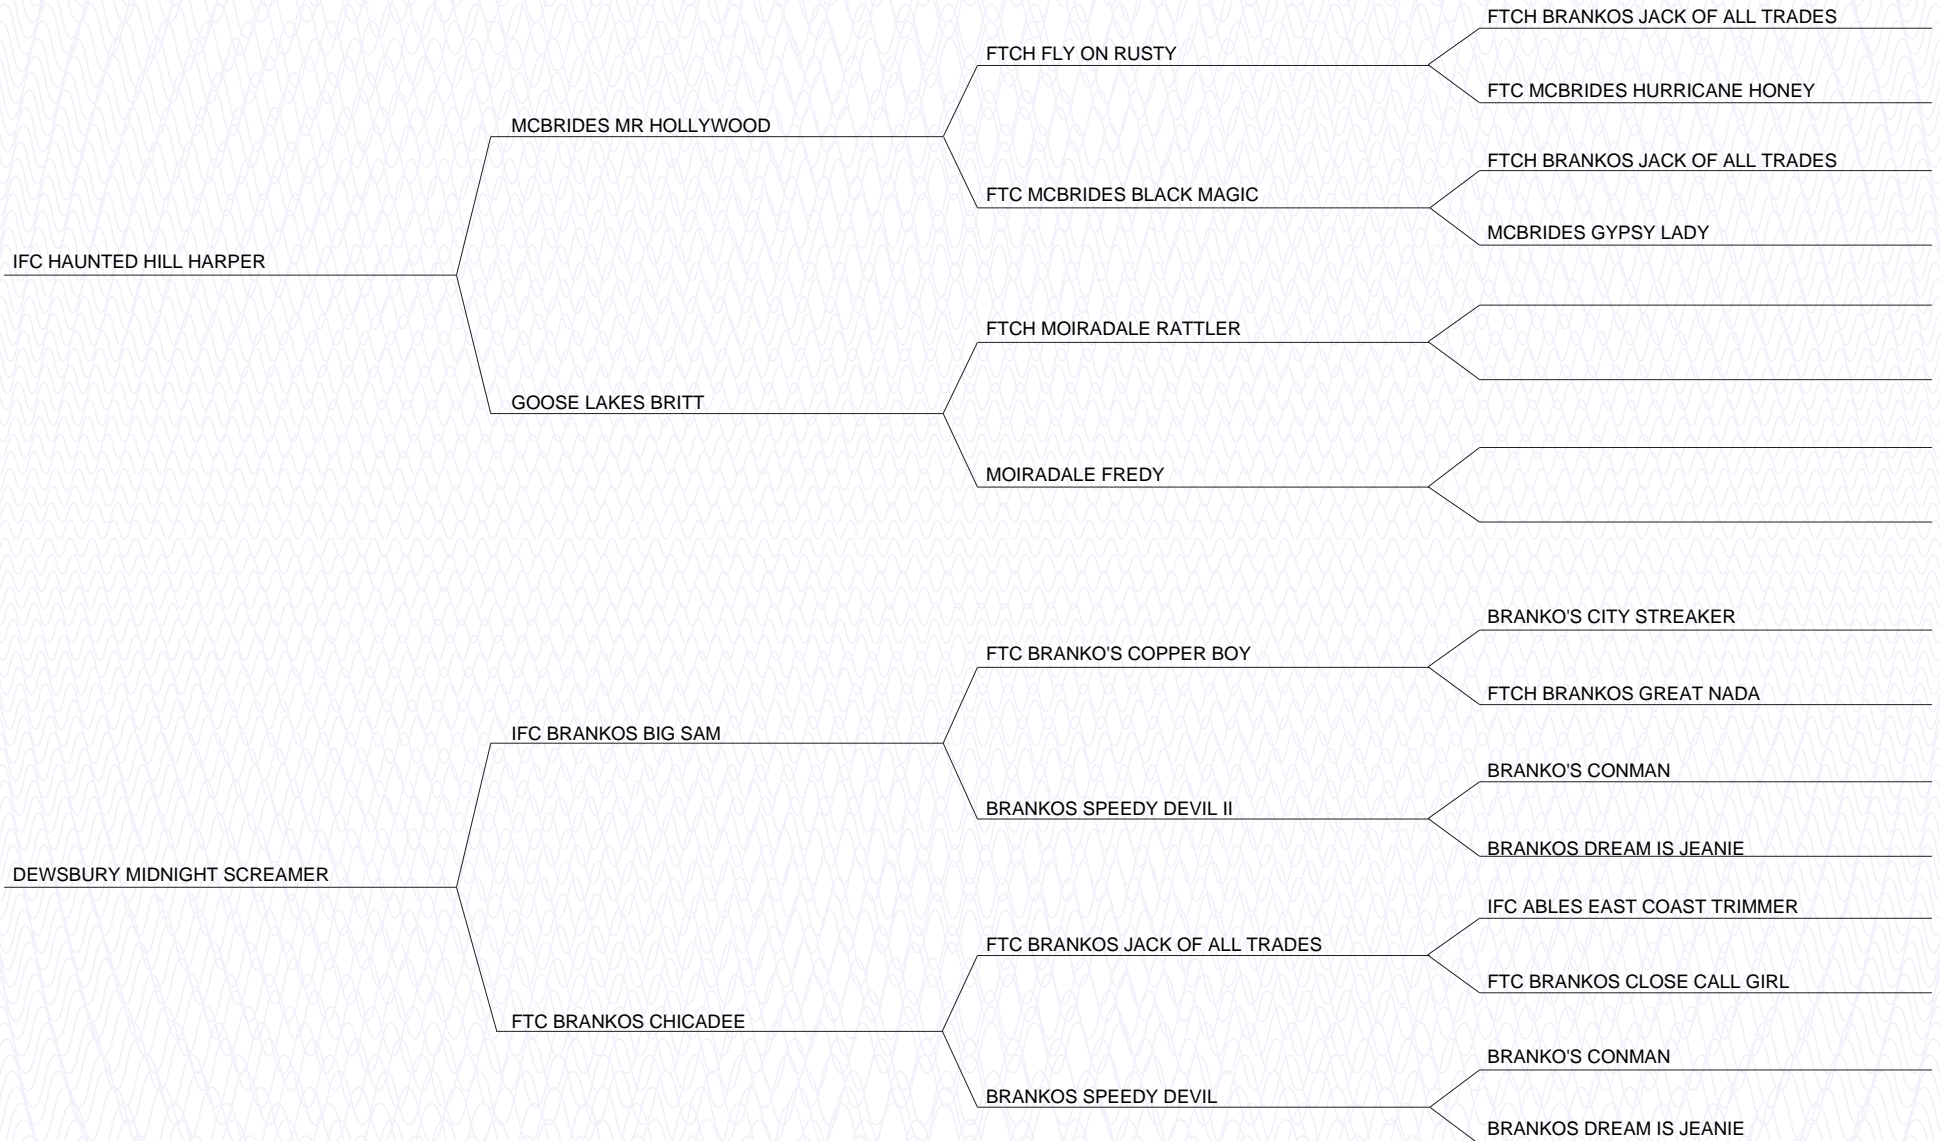 FTCH BRANKOS JACK OF ALL TRADES
FTCH FLY ON RUSTY
FTC MCBRIDES HURRICANE HONEY
MCBRIDES MR HOLLYWOOD
FTCH BRANKOS JACK OF ALL TRADES
FTC MCBRIDES BLACK MAGIC
MCBRIDES GYPSY LADY
IFC HAUNTED HILL HARPER
FTCH MOIRADALE RATTLER
GOOSE LAKES BRITT
MOIRADALE FREDY
BRANKO'S CITY STREAKER
FTC BRANKO'S COPPER BOY
FTCH BRANKOS GREAT NADA
IFC BRANKOS BIG SAM
BRANKO'S CONMAN
BRANKOS SPEEDY DEVIL II
BRANKOS DREAM IS JEANIE
DEWSBURY MIDNIGHT SCREAMER
IFC ABLES EAST COAST TRIMMER
FTC BRANKOS JACK OF ALL TRADES
FTC BRANKOS CLOSE CALL GIRL
FTC BRANKOS CHICADEE
BRANKO'S CONMAN
BRANKOS SPEEDY DEVIL
BRANKOS DREAM IS JEANIE